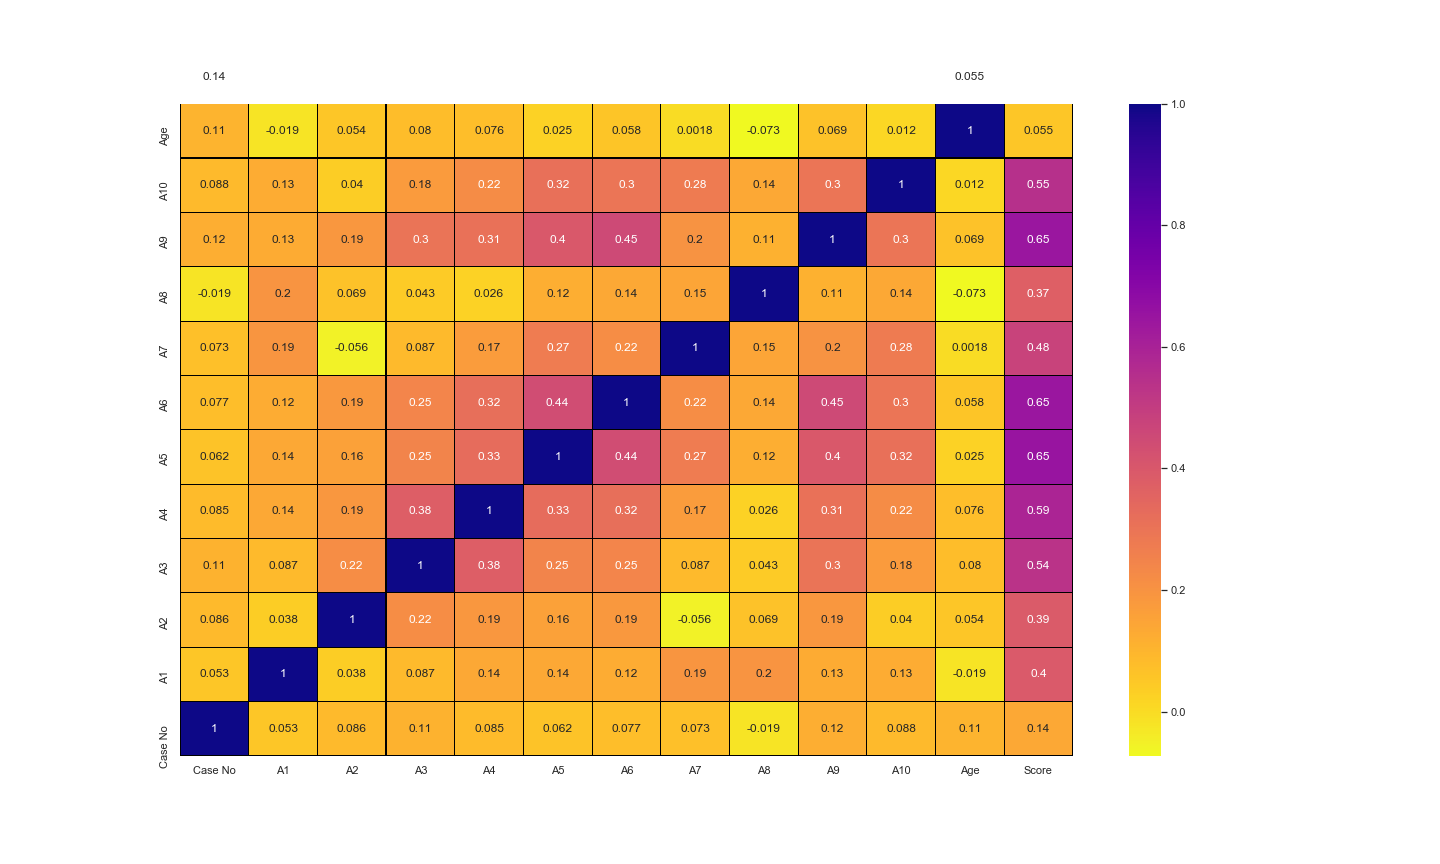 0.14 0.055
Age 0.11 -0.019 0.054 0.08 0.076 0.025 0.058 0.0018 -0.073 0.069 0.012 1 0.055 1.0
A10 0.088 0.13 0.04 0.18 0.22 0.32 0.3 0.28 0.14 0.3 1 0.012 0.55
A9 0.12 0.13 0.19 0.3 0.31 0.4 0.45 0.2 0.11 1 0.3 0.069 0.65 0.8
A8 -0.019 0.2 0.069 0.043 0.026 0.12 0.14 0.15 1 0.11 0.14 -0.073 0.37
A7 0.073 0.19 -0.056 0.087 0.17 0.27 0.22 1 0.15 0.2 0.28 0.0018 0.48 0.6
A6 0.077 0.12 0.19 0.25 0.32 0.44 1 0.22 0.14 0.45 0.3 0.058 0.65
A5 0.062 0.14 0.16 0.25 0.33 1 0.44 0.27 0.12 0.4 0.32 0.025 0.65 0.4
A4 0.085 0.14 0.19 0.38 1 0.33 0.32 0.17 0.026 0.31 0.22 0.076 0.59
A3 0.11 0.087 0.22 1 0.38 0.25 0.25 0.087 0.043 0.3 0.18 0.08 0.54 0.2
A2 0.086 0.038 1 0.22 0.19 0.16 0.19 -0.056 0.069 0.19 0.04 0.054 0.39
A1 0.053 1 0.038 0.087 0.14 0.14 0.12 0.19 0.2 0.13 0.13 -0.019 0.4 0.0
Case No 1 0.053 0.086 0.11 0.085 0.062 0.077 0.073 -0.019 0.12 0.088 0.11 0.14
Case No A1 A2 A3 A4 A5 A6 A7 A8 A9 A10 Age Score